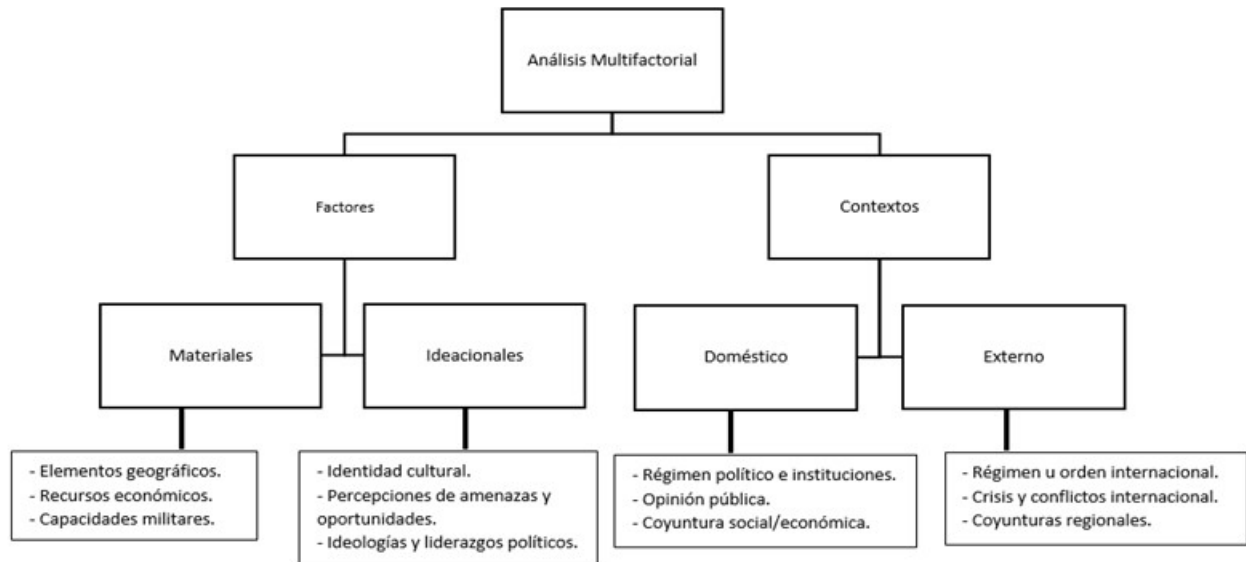 Análisis Multifactorial
Factores
Contextos
Materiales
Ideacionales
Doméstico
Externo
- Elementos geográficos.
- Recursos económicos.
- Capacidades militares.
- Identidad cultural.
- Percepciones de amenazas y
oportunidades.
- Ideologías y liderazgos políticos.
- Régimen político e instituciones.
- Opinión pública.
- Coyuntura social/económica.
- Régimen u orden internacional.
- Crisis y conflictos internacional.
- Coyunturas regionales.